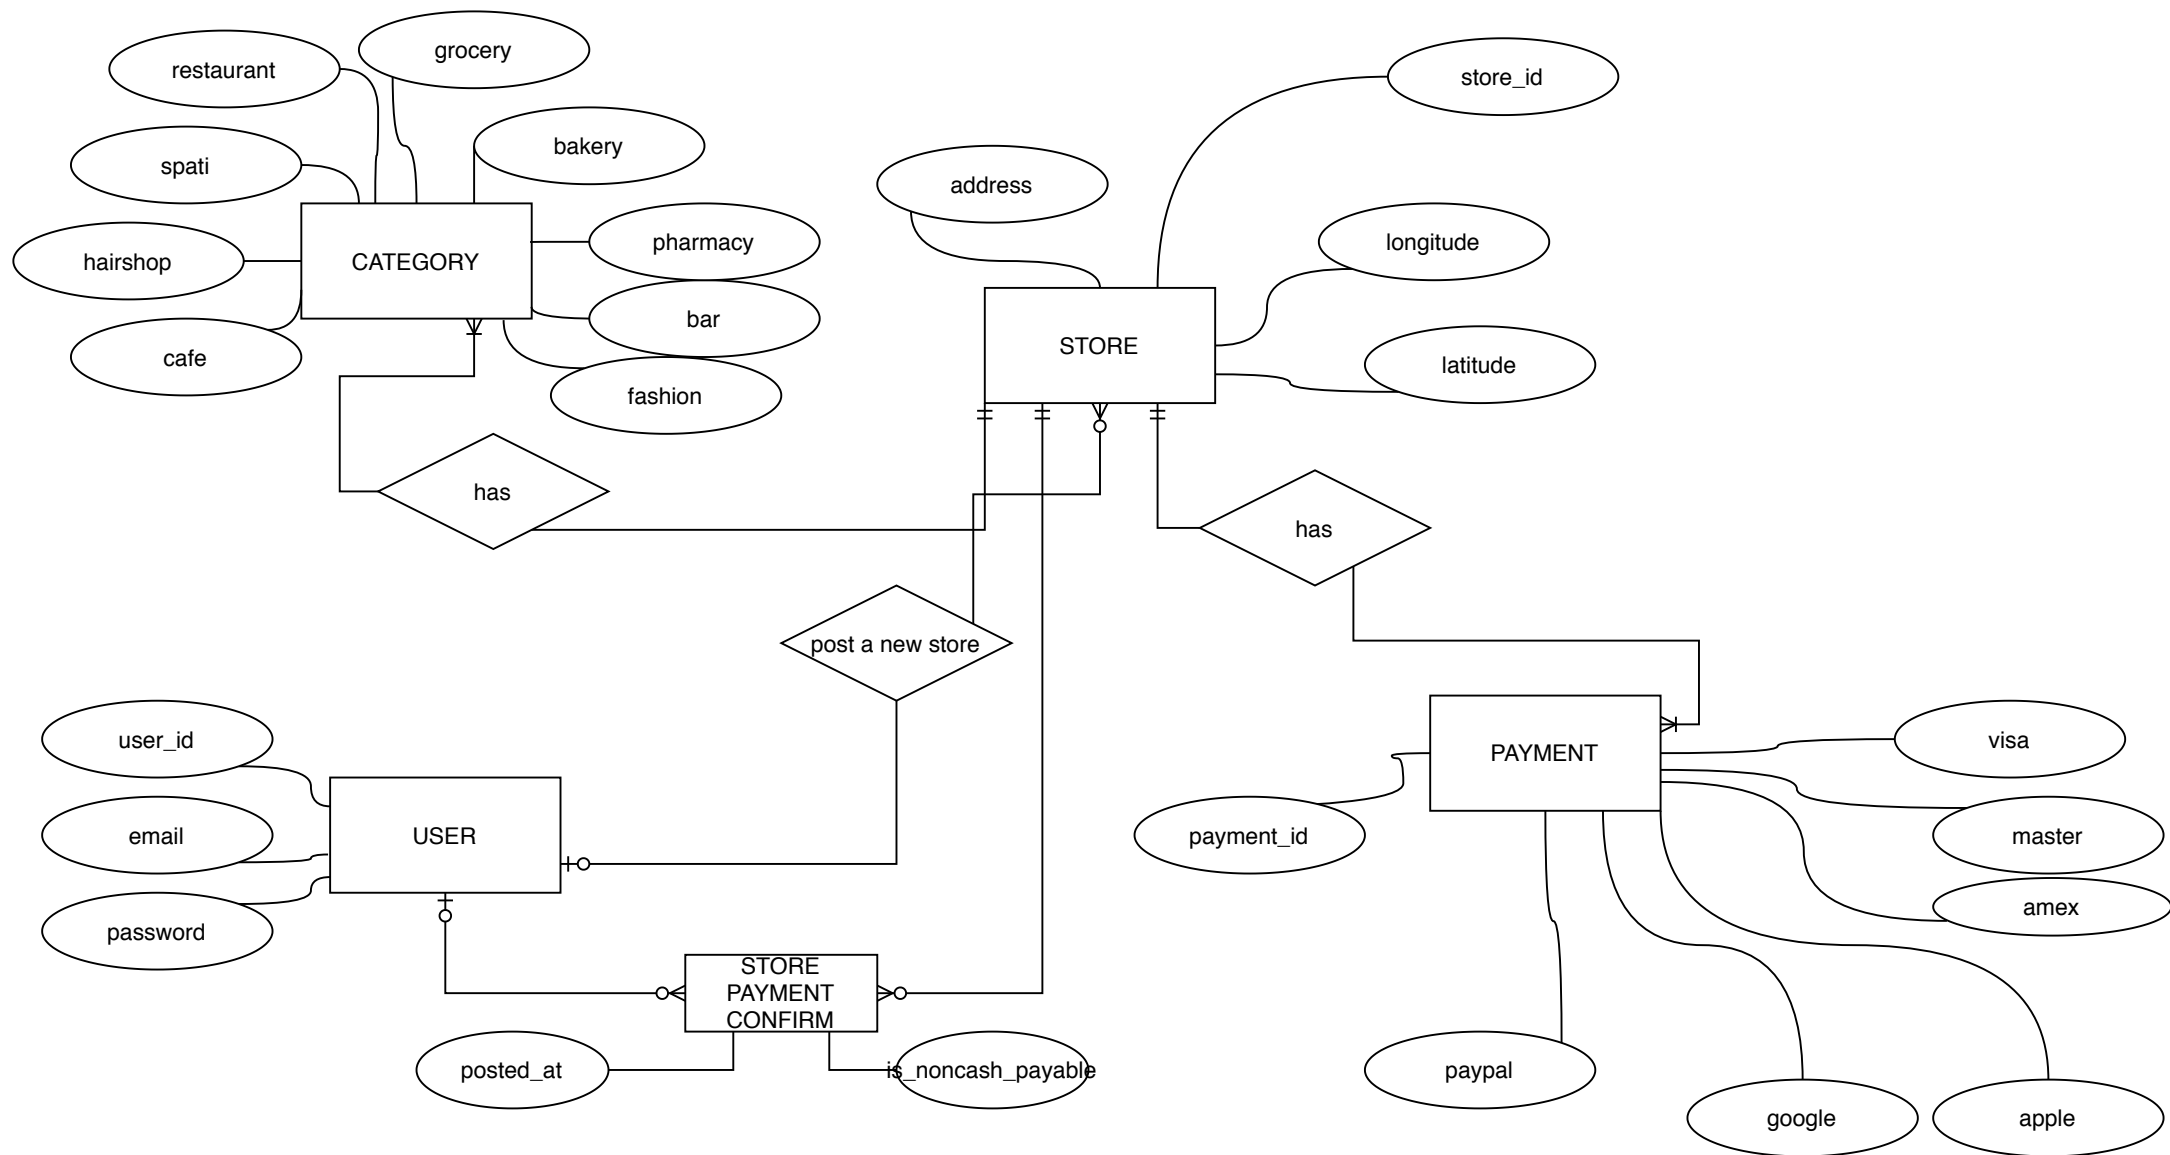 grocery
restaurant
store_id
bakery
spati
address
pharmacy
longitude
hairshop
CATEGORY
bar
STORE
cafe
latitude
fashion
has
has
post a new store
user_id
visa
PAYMENT
email
USER
payment_id
master
amex
password
STORE
PAYMENT
CONFIRM
posted_at
is_noncash_payable
paypal
google
apple